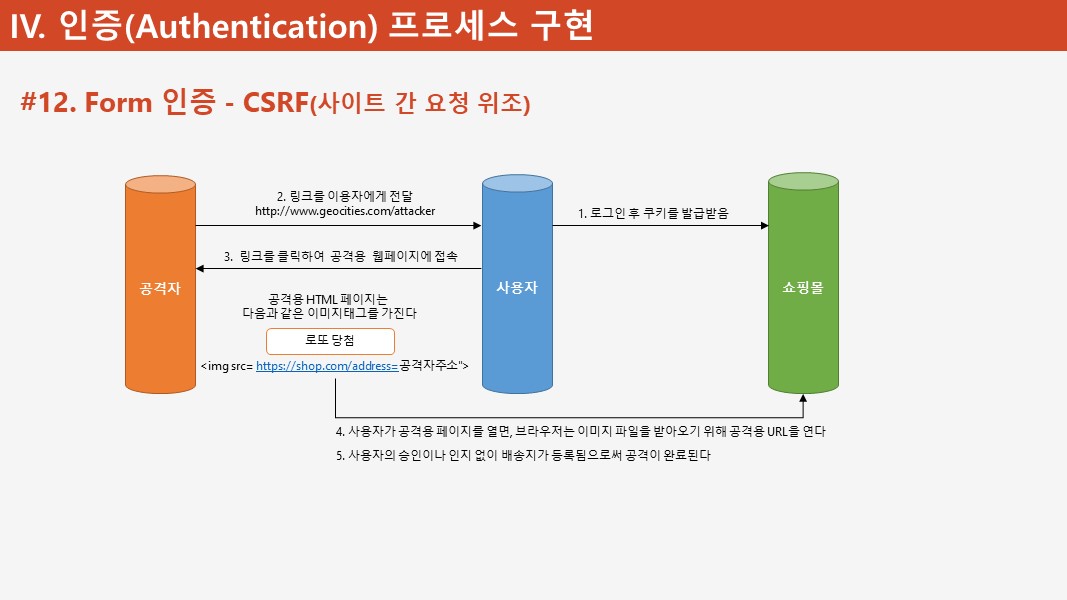 IV. 인증(Authentication) 프로세스 구현
#12. Form 인증 - CSRF(사이트 간 요청 위조)
2. 링크를 이용자에게 전달
http://www.geocities.com/attacker
1. 로그인 후 쿠키를 발급받음
3. 링크를 클릭하여 공격용 웹페이지에 접속
공격자
사용자
쇼핑몰
공격용 HTML 페이지는
다음과 같은 이미지태그를 가진다
로또 당첨
<img src= https://shop.com/address=공격자주소">
4. 사용자가 공격용 페이지를 열면, 브라우저는 이미지 파일을 받아오기 위해 공격용 URL을 연다
5. 사용자의 승인이나 인지 없이 배송지가 등록됨으로써 공격이 완료된다